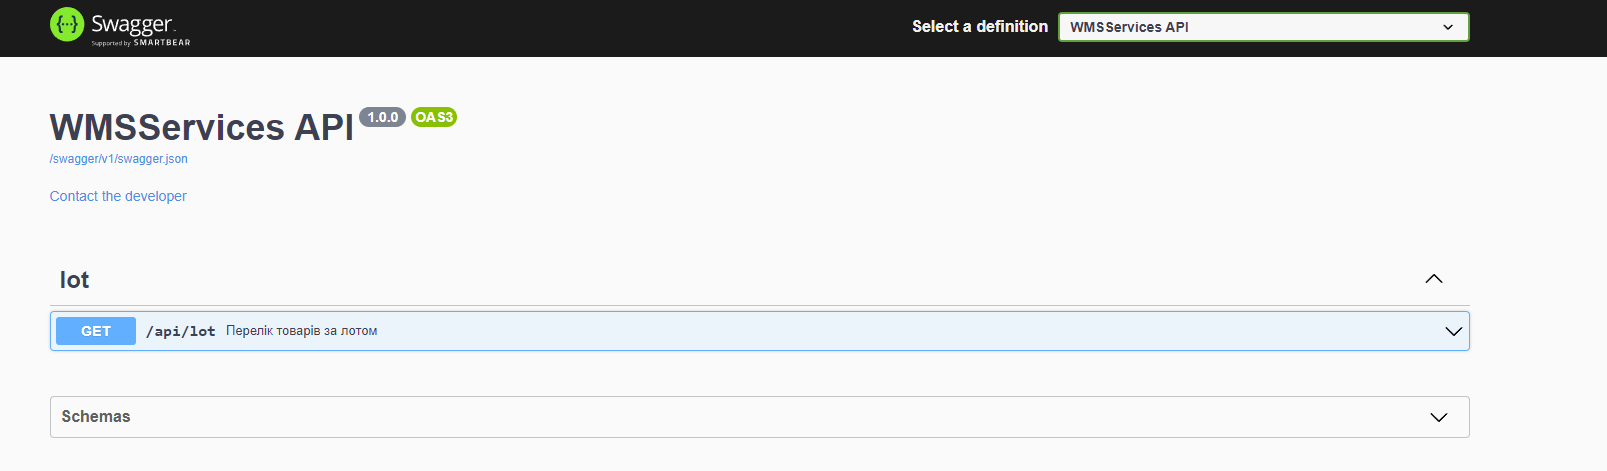 Swagger
Supported by SMARTBEAR
Select a definition
WMSServices API
WMSServices API 1.0.0 OAS3
/swagger/v1/swagger.json
Contact the developer
lot
GET /api/lot Перелік товарів за лотом
Schemas